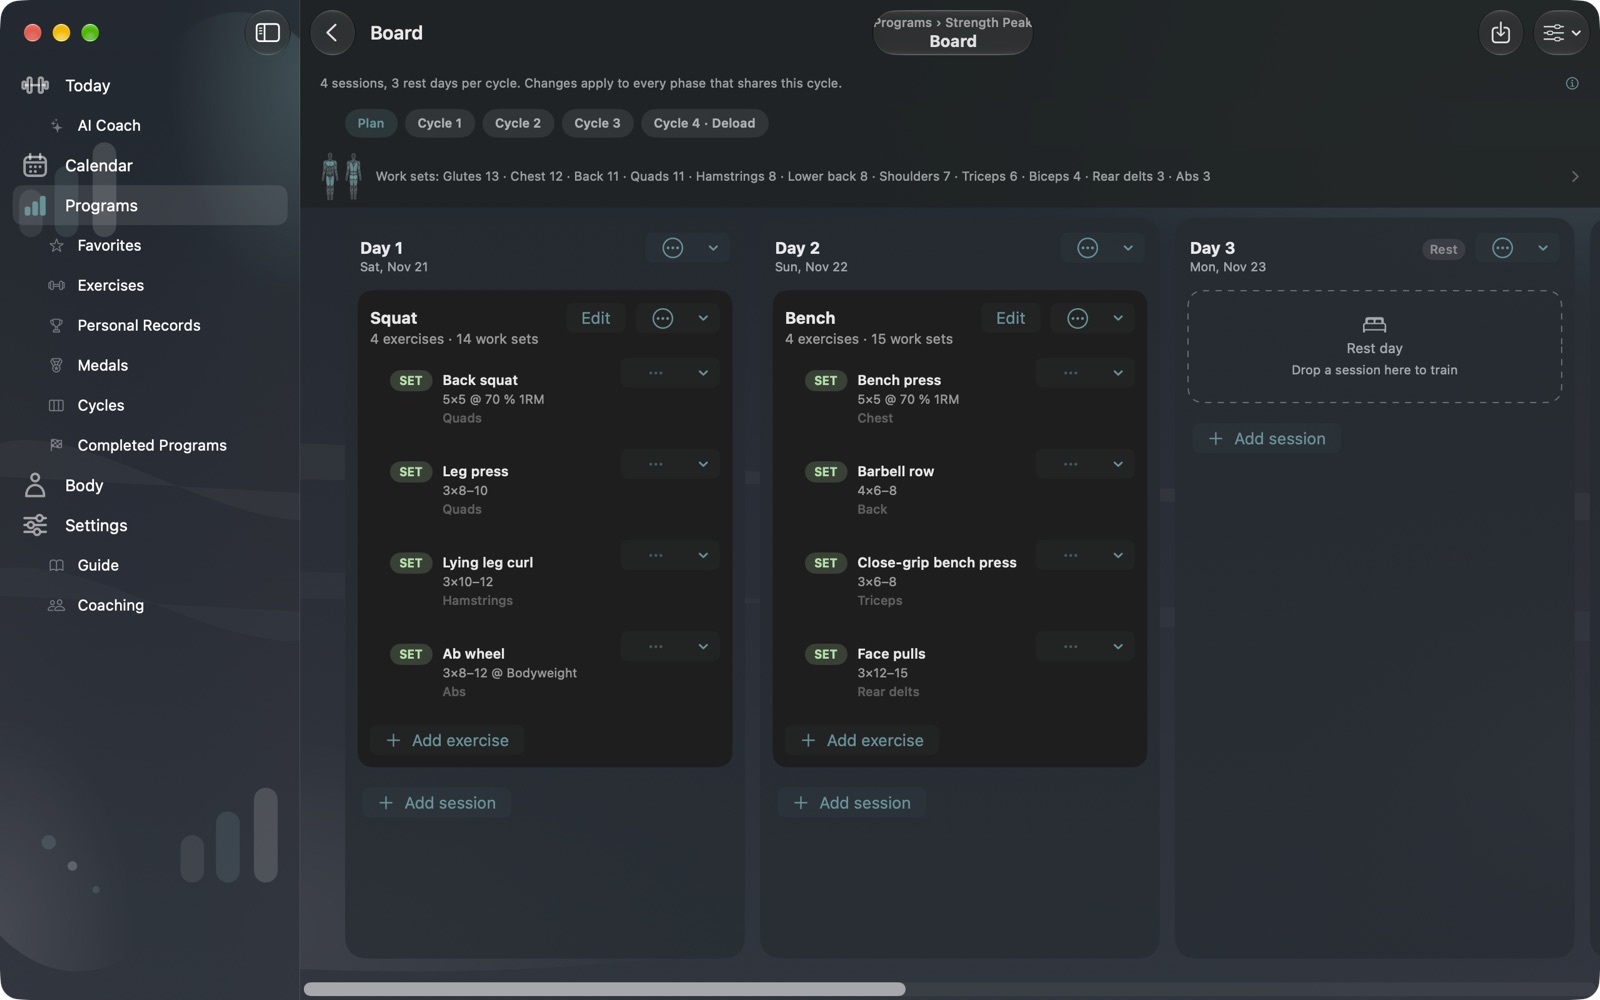 Board
Programs › Strength Peak
Board
Today
AI Coach
Calendar
Programs
Favorites
Exercises
Personal Records
Medals
Cycles
Completed Programs
Body
Settings
Guide
Coaching
4 sessions, 3 rest days per cycle. Changes apply to every phase that shares this cycle.
Plan
Cycle 1
Cycle 2
Cycle 3
Cycle 4 · Deload
Work sets: Glutes 13 · Chest 12 · Back 11 · Quads 11 · Hamstrings 8 · Lower back 8 · Shoulders 7 · Triceps 6 · Biceps 4 · Rear delts 3 · Abs 3
Day 1
Sat, Nov 21
Squat
Edit
4 exercises · 14 work sets
SET Back squat
5×5 @ 70 % 1RM
Quads
SET Leg press
3×8–10
Quads
SET Lying leg curl
3×10–12
Hamstrings
SET Ab wheel
3×8–12 @ Bodyweight
Abs
+ Add exercise
+ Add session
Day 2
Sun, Nov 22
Bench
Edit
4 exercises · 15 work sets
SET Bench press
5×5 @ 70 % 1RM
Chest
SET Barbell row
4×6–8
Back
SET Close-grip bench press
3×6–8
Triceps
SET Face pulls
3×12–15
Rear delts
+ Add exercise
+ Add session
Day 3
Rest
Mon, Nov 23
Rest day
Drop a session here to train
+ Add session